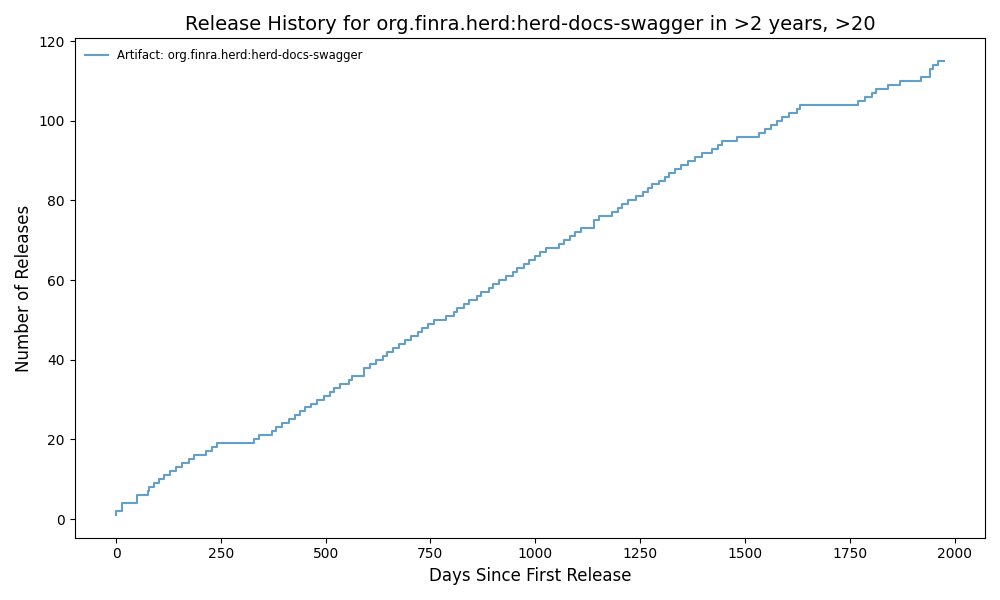 Release History for org.finra.herd:herd-docs-swagger in >2 years, >20
Artifact: org.finra.herd:herd-docs-swagger
Number of Releases
120
100
80
60
40
20
0
0 250 500 750 1000 1250 1500 1750 2000
Days Since First Release